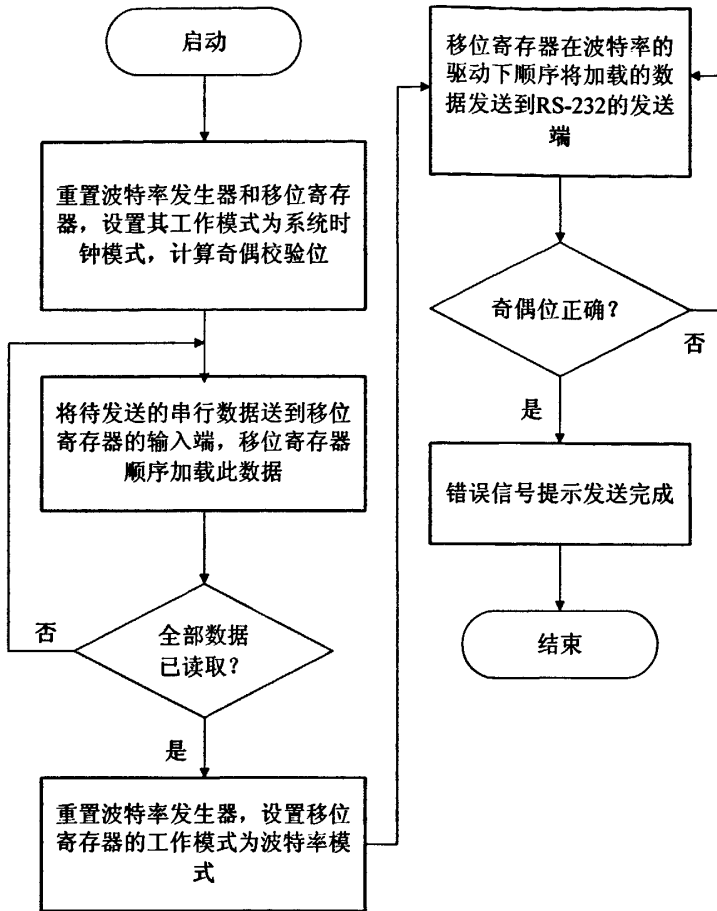 启动
重置波特率发生器和移位寄存
器，设置其工作模式为系统时
钟模式，计算奇偶校验位
将待发送的串行数据送到移位
寄存器的输入端，移位寄存器
顺序加载此数据
否
全部数据
已读取？
是
重置波特率发生器，设置移位
寄存器的工作模式为波特率模
式
移位寄存器在波特率的
驱动下顺序将加载的数
据发送到RS-232的发送
端
奇偶位正确？
否
是
错误信号提示发送完成
结束